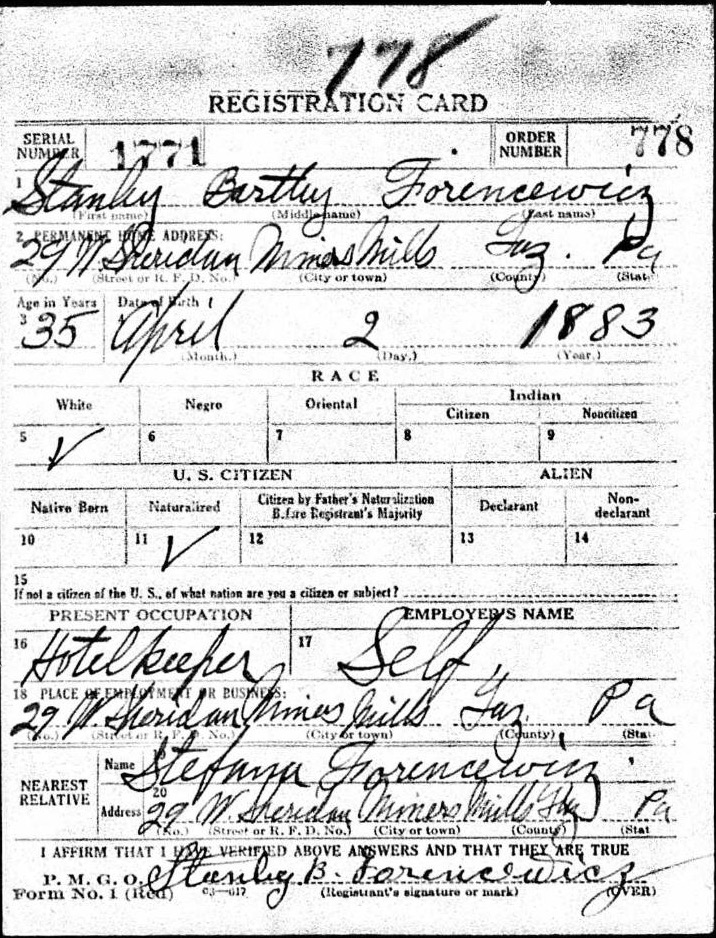 778
REGISTRATION CARD
SERIAL NUMBER 1771 ORDER NUMBER 778
1 Stanley Bartley Forencewicz
(First name) (Middle name) (Last name)
2 PERMANENT HOME ADDRESS:
29 W. Sheridan Miners Mills Luz. Pa
(No.) (Street or R. F. D. No.) (City or town) (County) (State
Age in Years Date of Birth
3 35 4 April 2 1883
(Month.) (Day.) (Year.)
RACE
White Negro Oriental Indian
Citizen Noncitizen
5 ✓ 6 7 8 9
U. S. CITIZEN ALIEN
Native Born Naturalized Citizen by Father's Naturalization Before Registrant's Majority Declarant Non-declarant
10 11 ✓ 12 13 14
15
If not a citizen of the U. S., of what nation are you a citizen or subject?
PRESENT OCCUPATION EMPLOYER'S NAME
16 Hotel keeper 17 Self
18 PLACE OF EMPLOYMENT OR BUSINESS:
29 W. Sheridan Miners Mills Luz. Pa
(No.) (Street or R. F. D. No.) (City or town) (County) (Stat
NEAREST RELATIVE
Name 19 Stefana Forencewicz
Address 20 29 W. Sheridan Miners Mills Luz Pa
(No.) (Street or R. F. D. No.) (City or town) (County) (Stat
I AFFIRM THAT I HAVE VERIFIED ABOVE ANSWERS AND THAT THEY ARE TRUE
P. M. G. O. Stanley B. Forencewicz
Form No. 1 (Red) 03—617 (Registrant's signature or mark) (OVER)